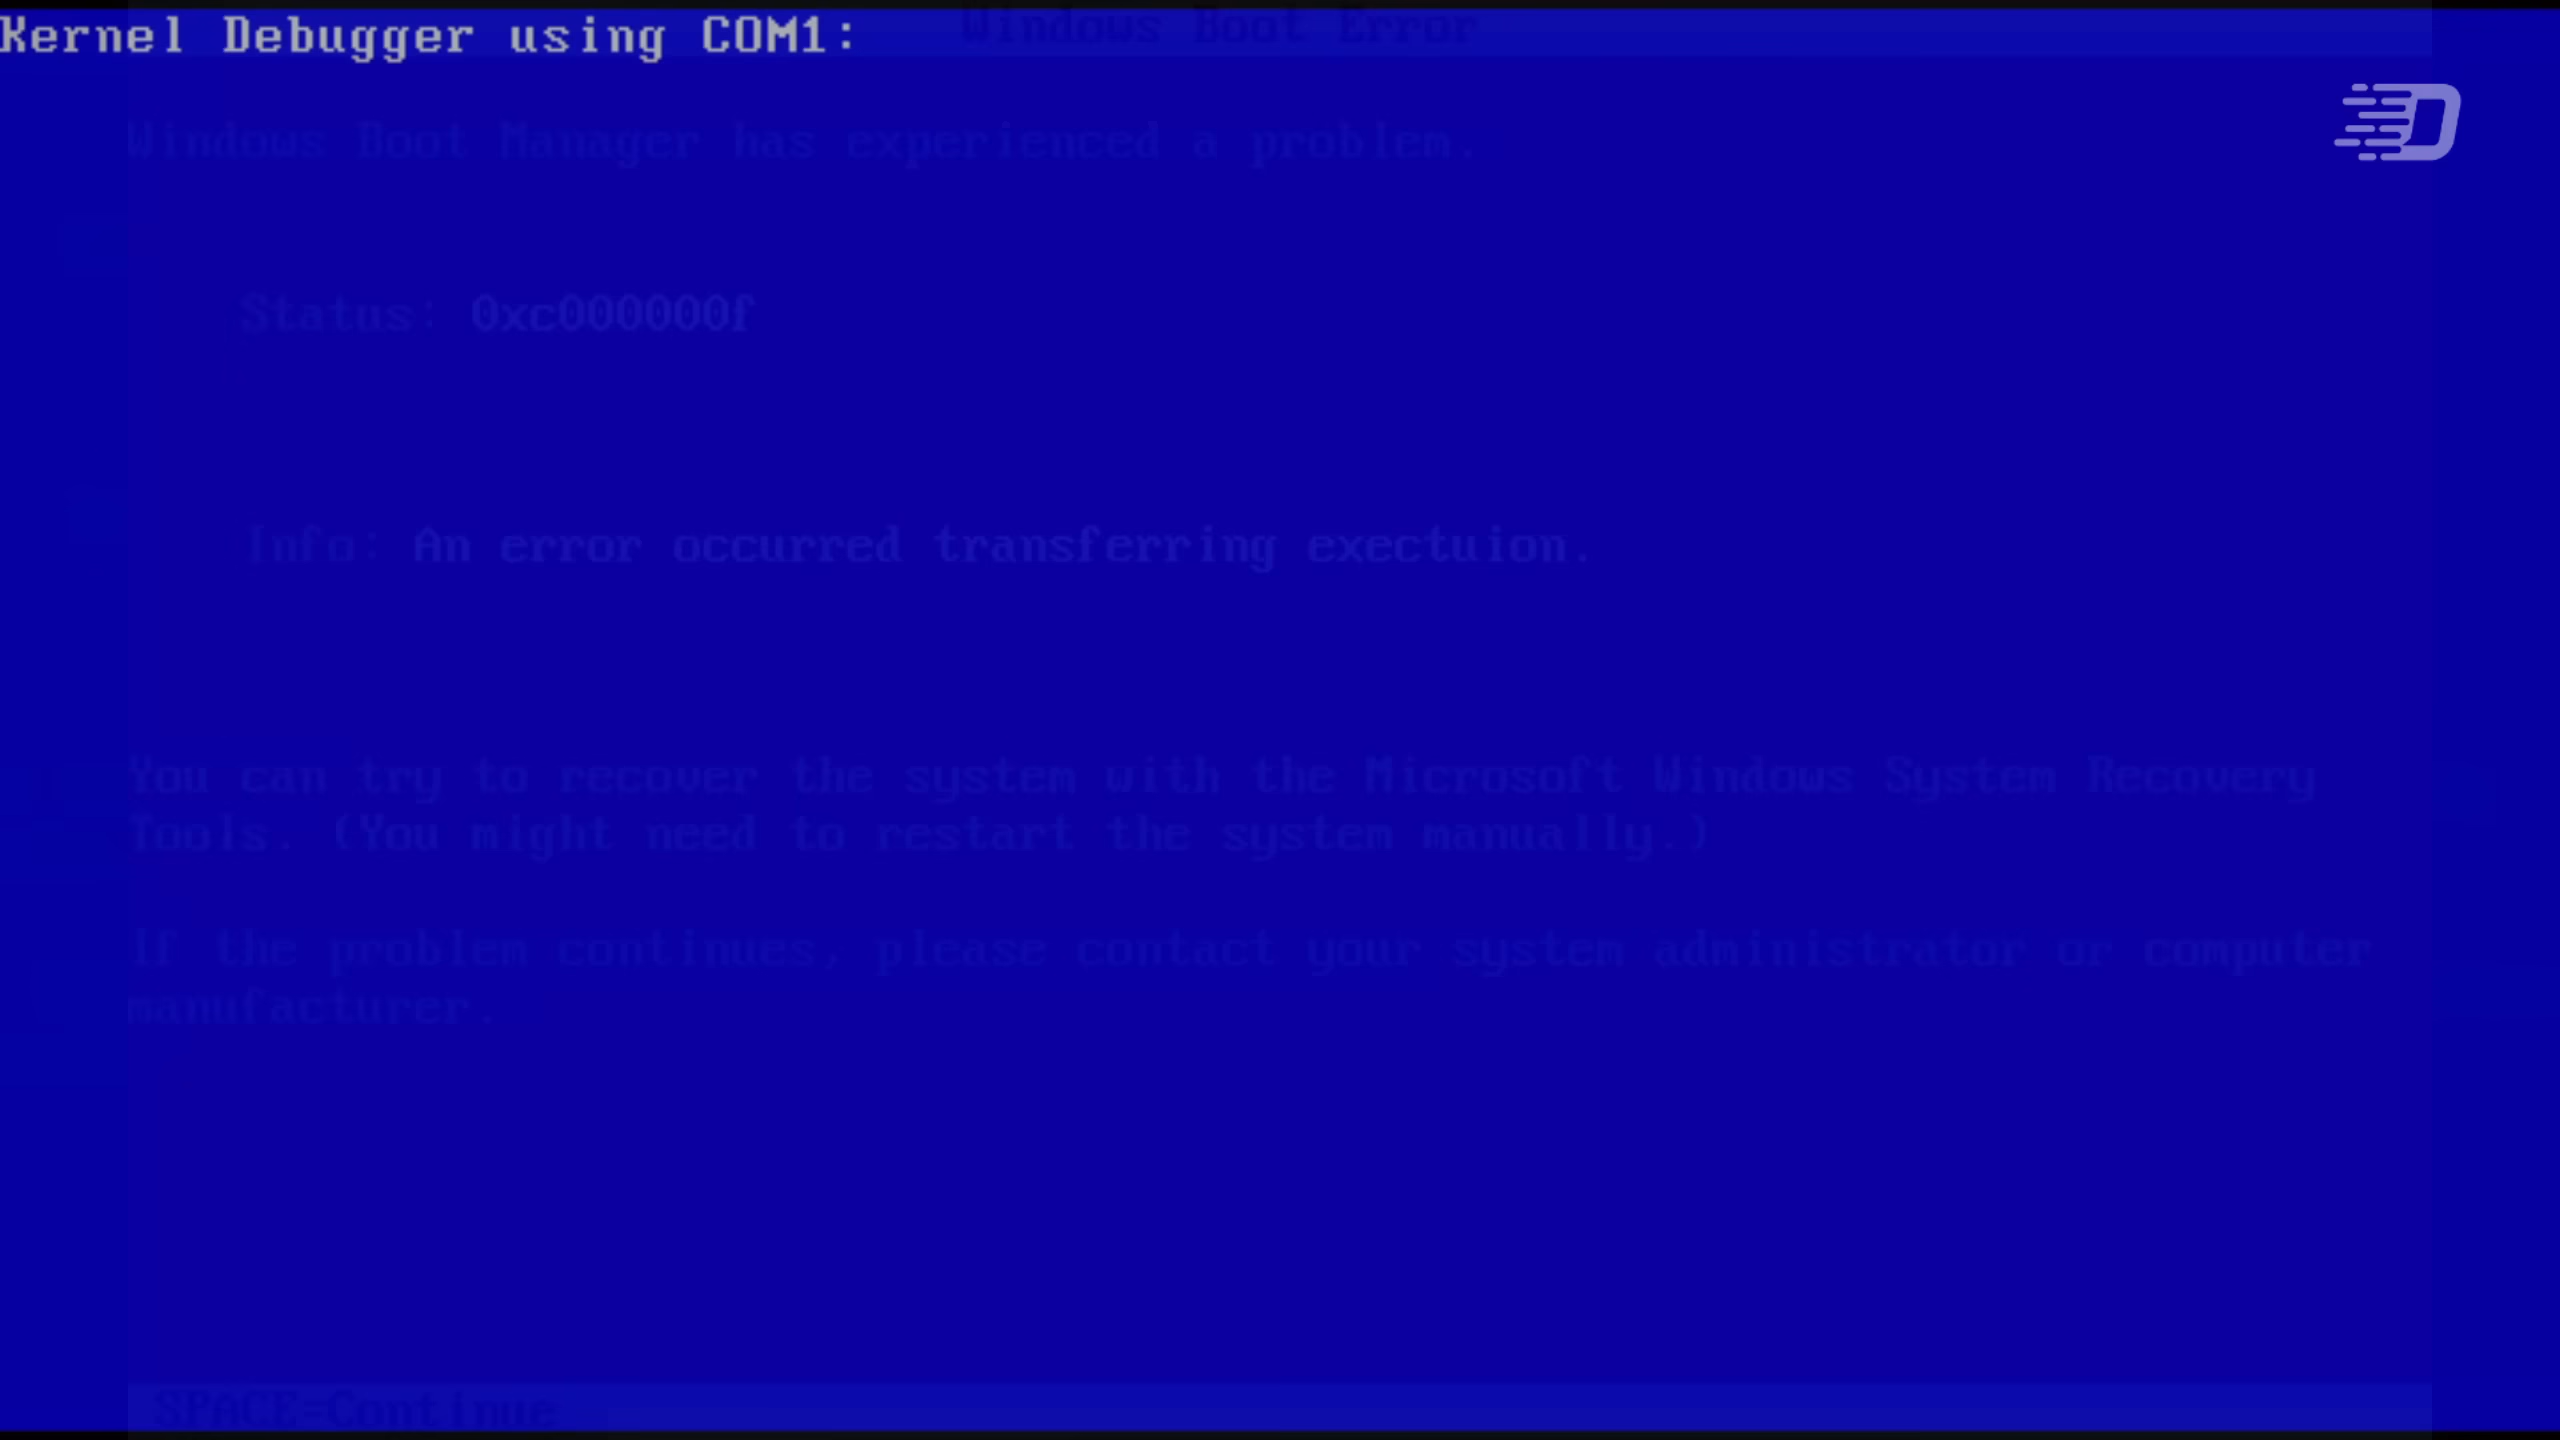 Kernel Debugger using COM1:
Windows Boot Error
Windows Boot Manager has experienced a problem.
Status: 0xc000000f
Info: An error occurred transferring exectuion.
You can try to recover the system with the Microsoft Windows System Recovery
Tools. (You might need to restart the system manually.)
If the problem continues, please contact your system administrator or computer
manufacturer.
SPACE=Continue
D